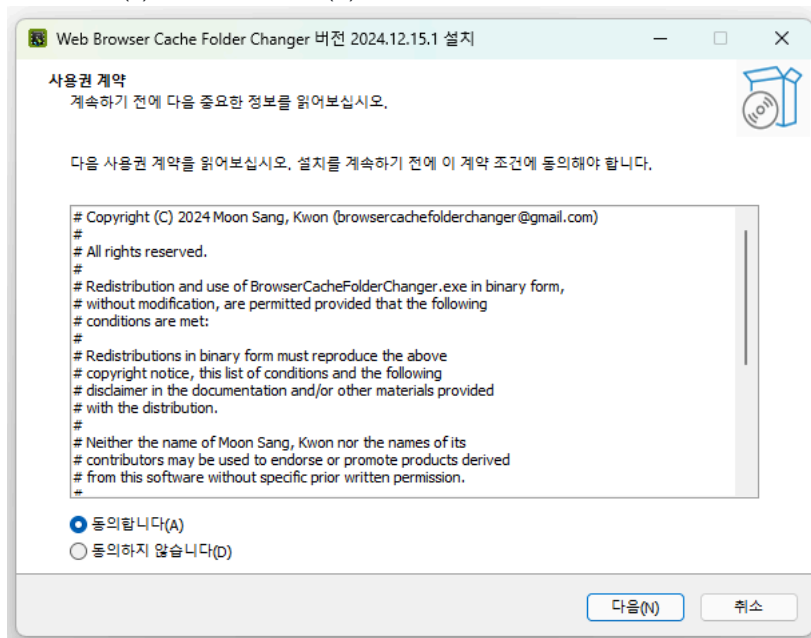 Web Browser Cache Folder Changer 버전 2024.12.15.1 설치
사용권 계약
계속하기 전에 다음 중요한 정보를 읽어보십시오.
다음 사용권 계약을 읽어보십시오. 설치를 계속하기 전에 이 계약 조건에 동의해야 합니다.
# Copyright (C) 2024 Moon Sang, Kwon (browsercachefolderchanger@gmail.com)
#
# All rights reserved.
#
# Redistribution and use of BrowserCacheFolderChanger.exe in binary form,
# without modification, are permitted provided that the following
# conditions are met:
#
# Redistributions in binary form must reproduce the above
# copyright notice, this list of conditions and the following
# disclaimer in the documentation and/or other materials provided
# with the distribution.
#
# Neither the name of Moon Sang, Kwon nor the names of its
# contributors may be used to endorse or promote products derived
# from this software without specific prior written permission.
#
동의합니다(A)
동의하지 않습니다(D)
다음(N)
취소